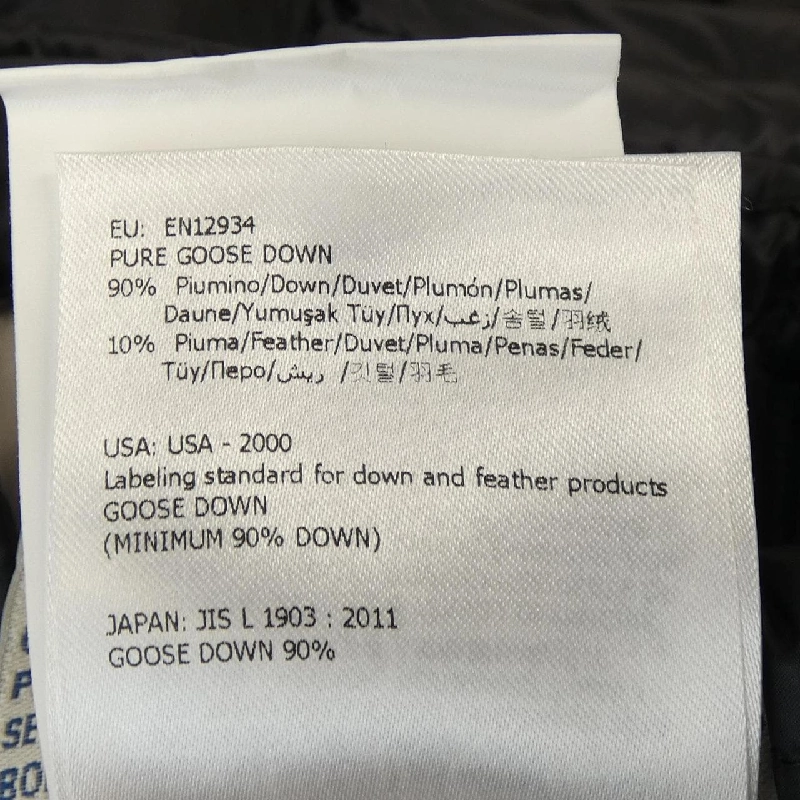 EU: EN12934
PURE GOOSE DOWN
90% Piumino/Down/Duvet/Plumón/Plumas/
Daune/Yumuşak Tüy/Пух/زغب/솜털/羽绒
10% Piuma/Feather/Duvet/Pluma/Penas/Feder/
Tüy/Перо/ريش /깃털/羽毛
USA: USA - 2000
Labeling standard for down and feather products
GOOSE DOWN
(MINIMUM 90% DOWN)
JAPAN: JIS L 1903 : 2011
GOOSE DOWN 90%